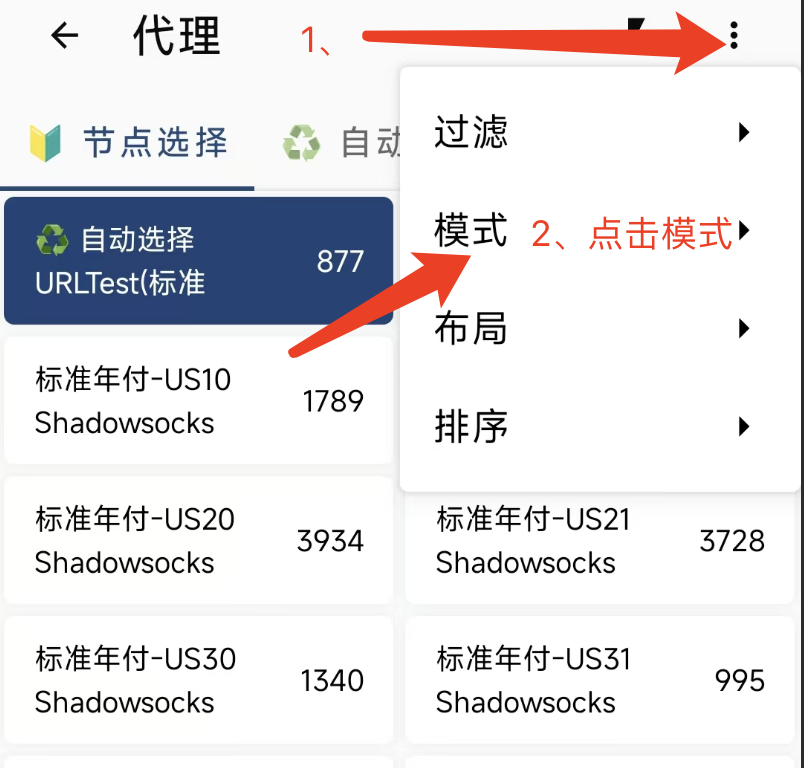 代理
1、
节点选择
自动
过滤
模式
2、点击模式
布局
排序
自动选择
URLTest(标准
877
标准年付-US10
Shadowsocks
1789
标准年付-US20
Shadowsocks
3934
标准年付-US21
Shadowsocks
3728
标准年付-US30
Shadowsocks
1340
标准年付-US31
Shadowsocks
995